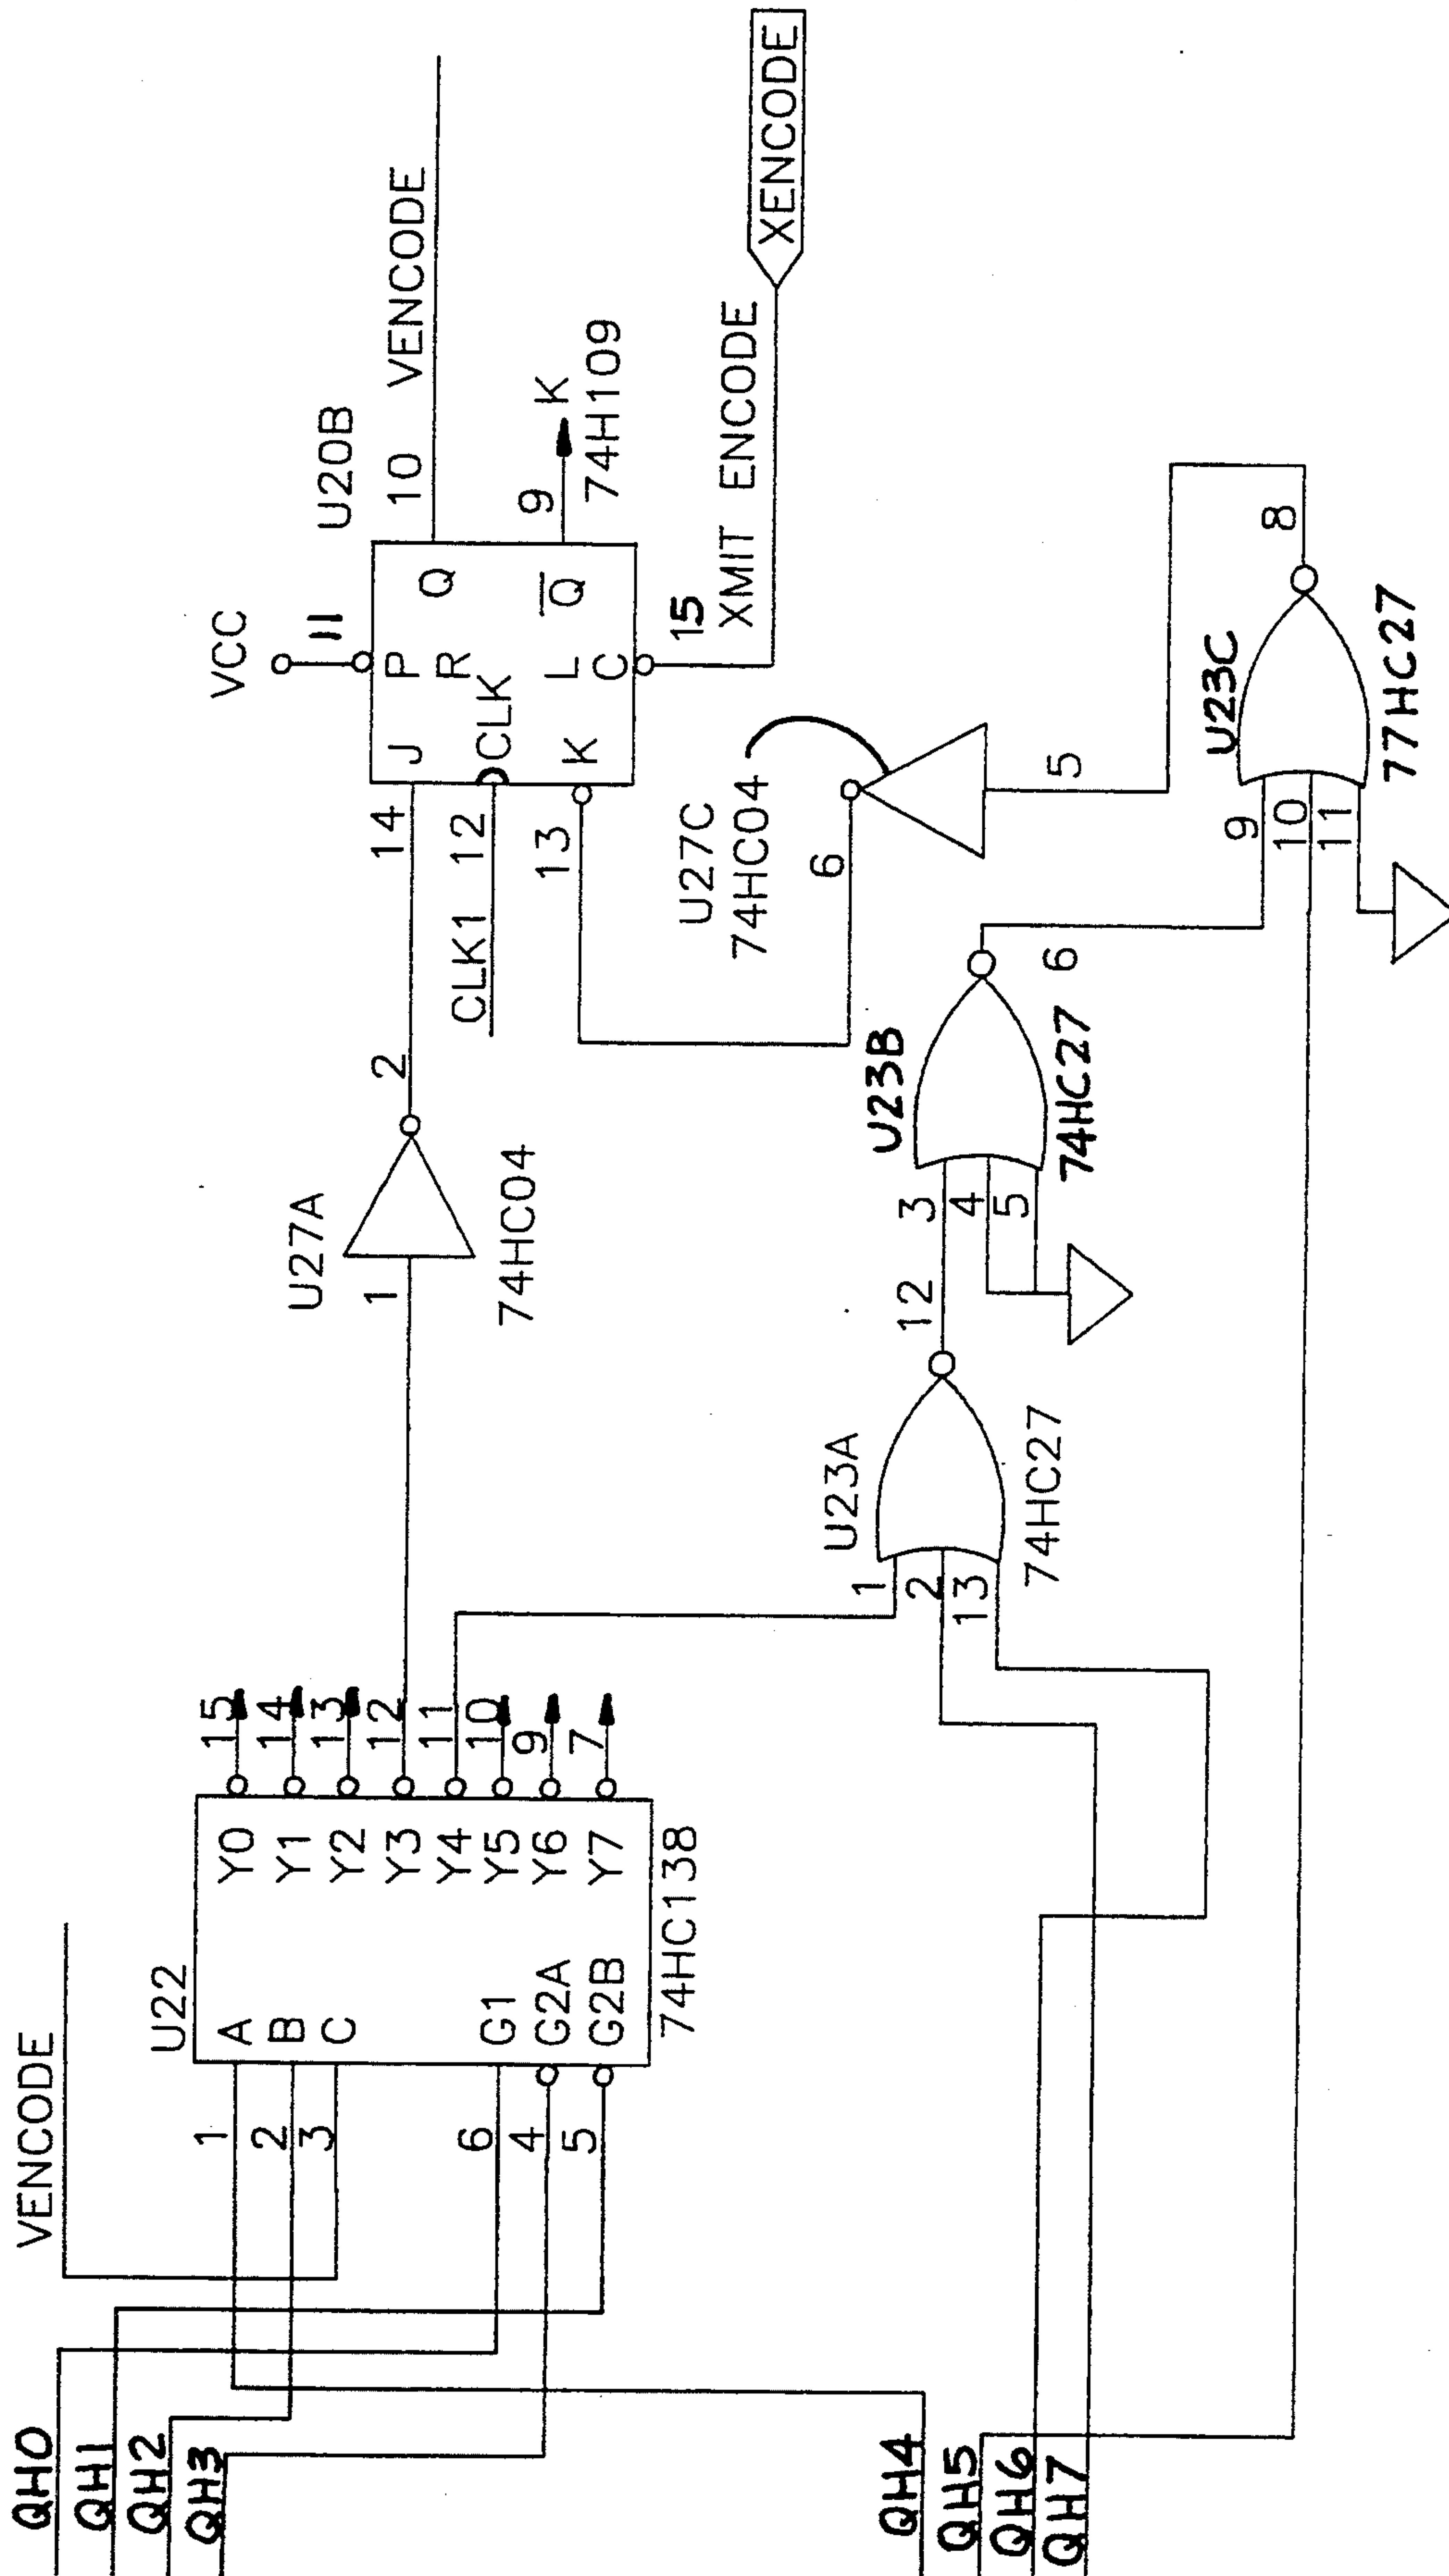 QH0
QH1
QH2
QH3
QH4
QH5
QH6
QH7
VENCODE
U22
1
2
3
6
4
5
A
B
C
G1
G2A
G2B
Y0
Y1
Y2
Y3
Y4
Y5
Y6
Y7
15
14
13
12
11
10
9
7
74HC138
U27A
1
2
74HC04
U23A
1
2
13
12
74HC27
U23B
3
4
5
6
74HC27
U27C
74HC04
6
5
U23C
9
10
11
8
77HC27
VCC
11
U20B
14
CLK1 12
13
J
CLK
K
P
R
L
C
Q
Q
10 VENCODE
9
K
74H109
15
XMIT ENCODE
XENCODE